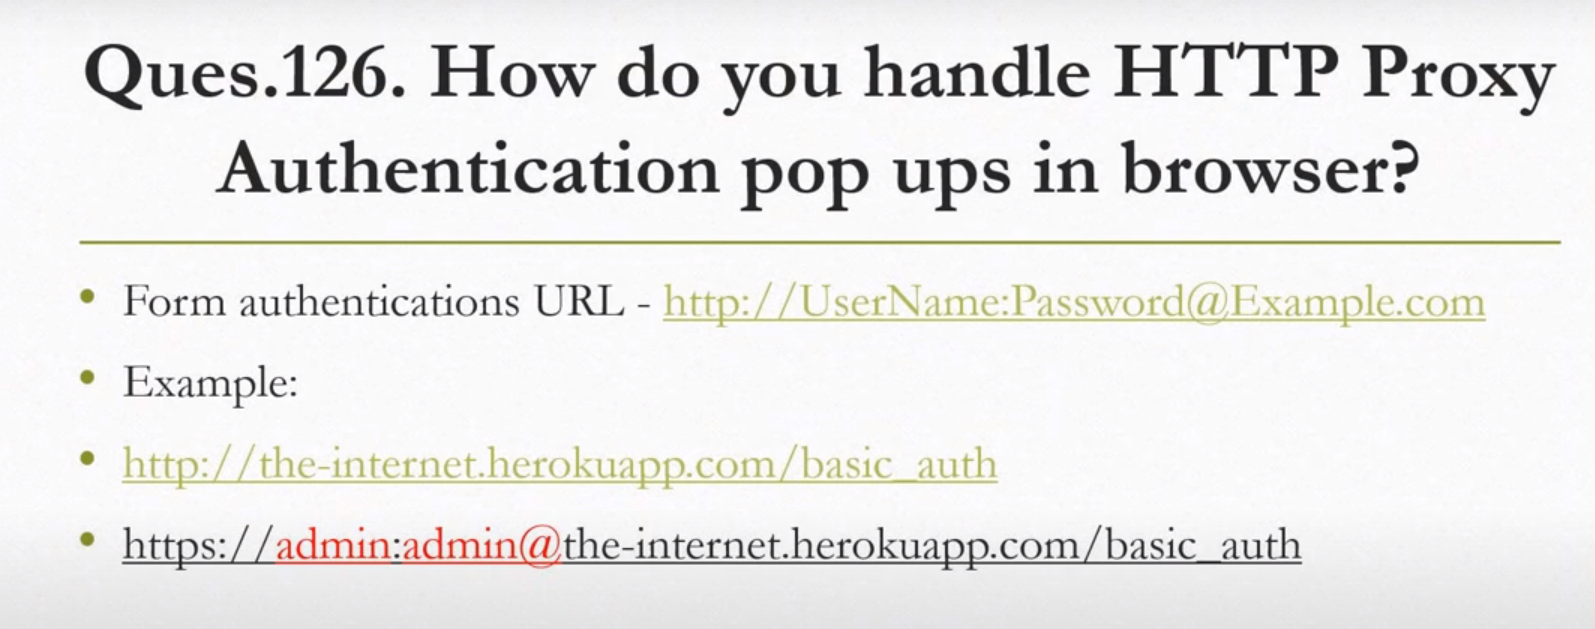 Ques.126. How do you handle HTTP Proxy
Authentication pop ups in browser?
• Form authentications URL - http://UserName:Password@Example.com
• Example:
• http://the-internet.herokuapp.com/basic_auth
• https://admin:admin@the-internet.herokuapp.com/basic_auth